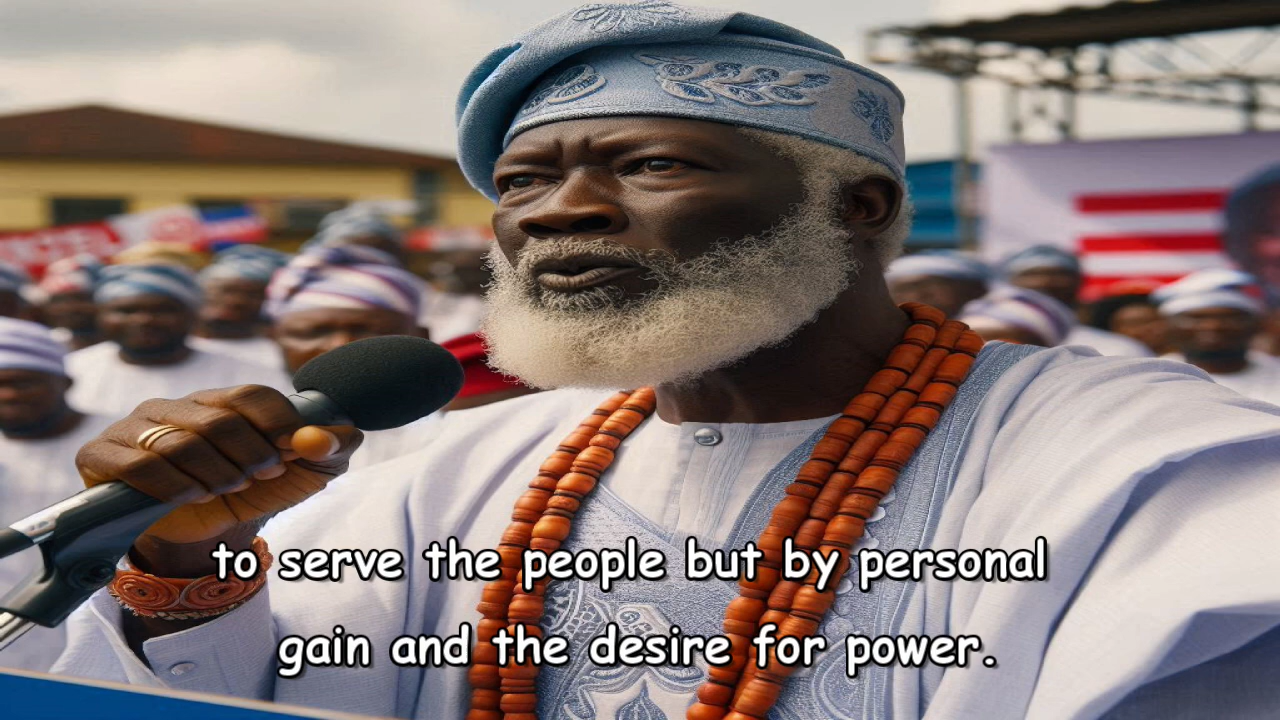 to serve the people but by personal
gain and the desire for power.